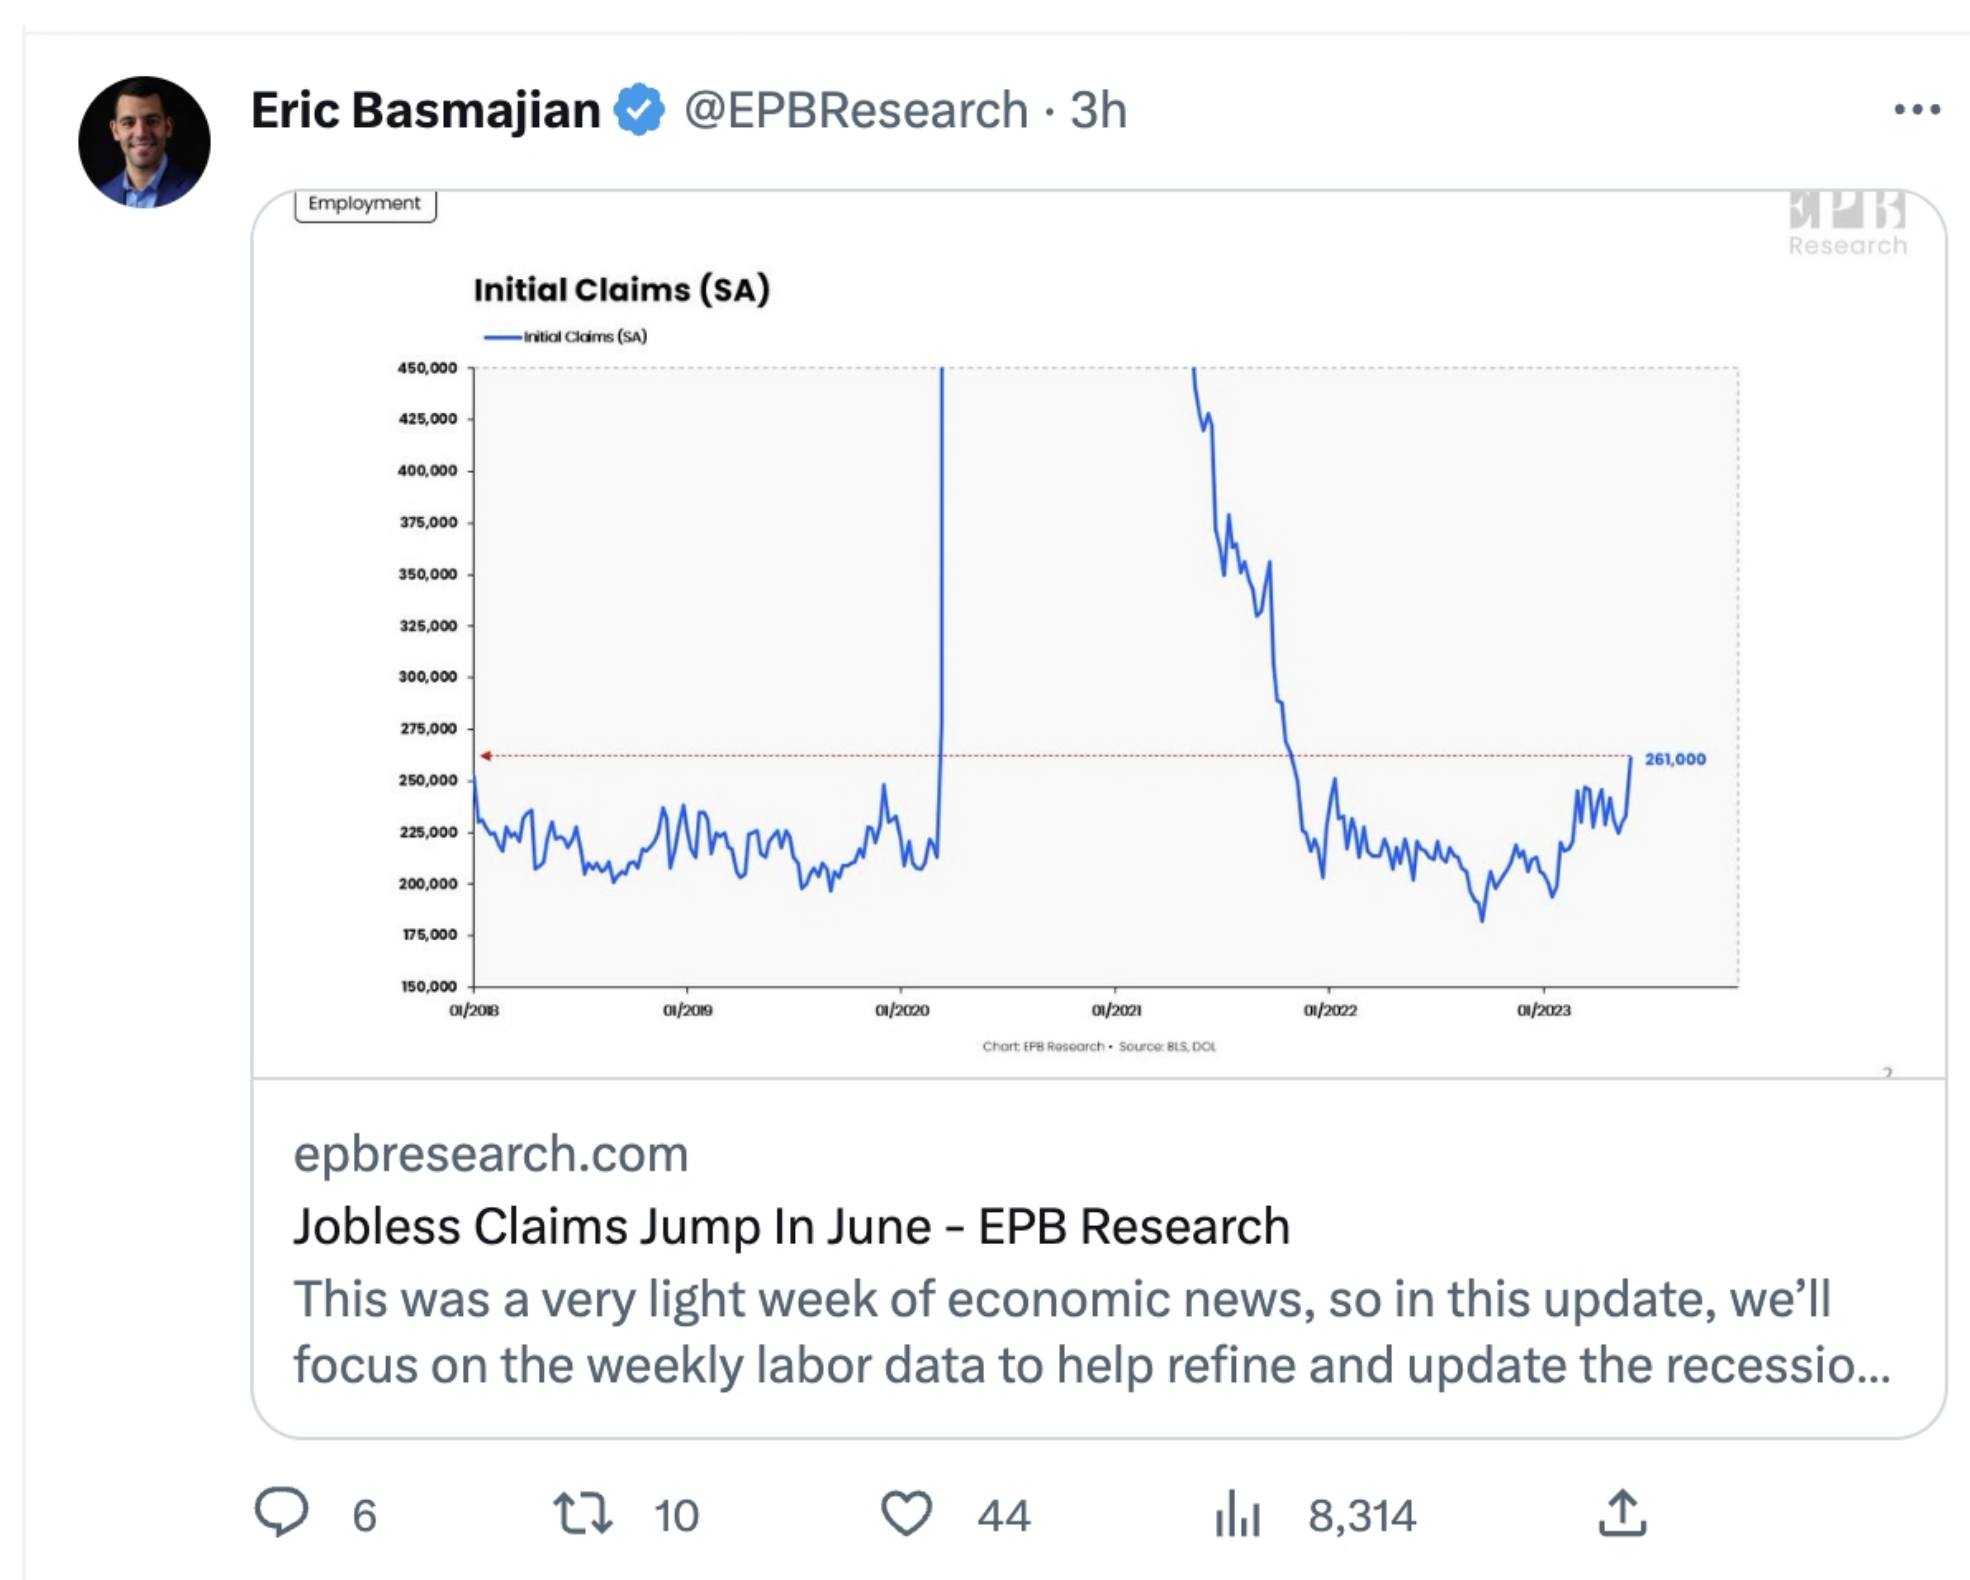 Eric Basmajian @EPBResearch · 3h
Employment
EPB
Research
Initial Claims (SA)
Initial Claims (SA)
450,000
425,000
400,000
375,000
350,000
325,000
300,000
275,000
261,000
250,000
225,000
200,000
175,000
150,000
01/2018 01/2019 01/2020 01/2021 01/2022 01/2023
Chart: EPB Research • Source: BLS, DOL
2
epbresearch.com
Jobless Claims Jump In June - EPB Research
This was a very light week of economic news, so in this update, we’ll
focus on the weekly labor data to help refine and update the recessio...
6 10 44 8,314